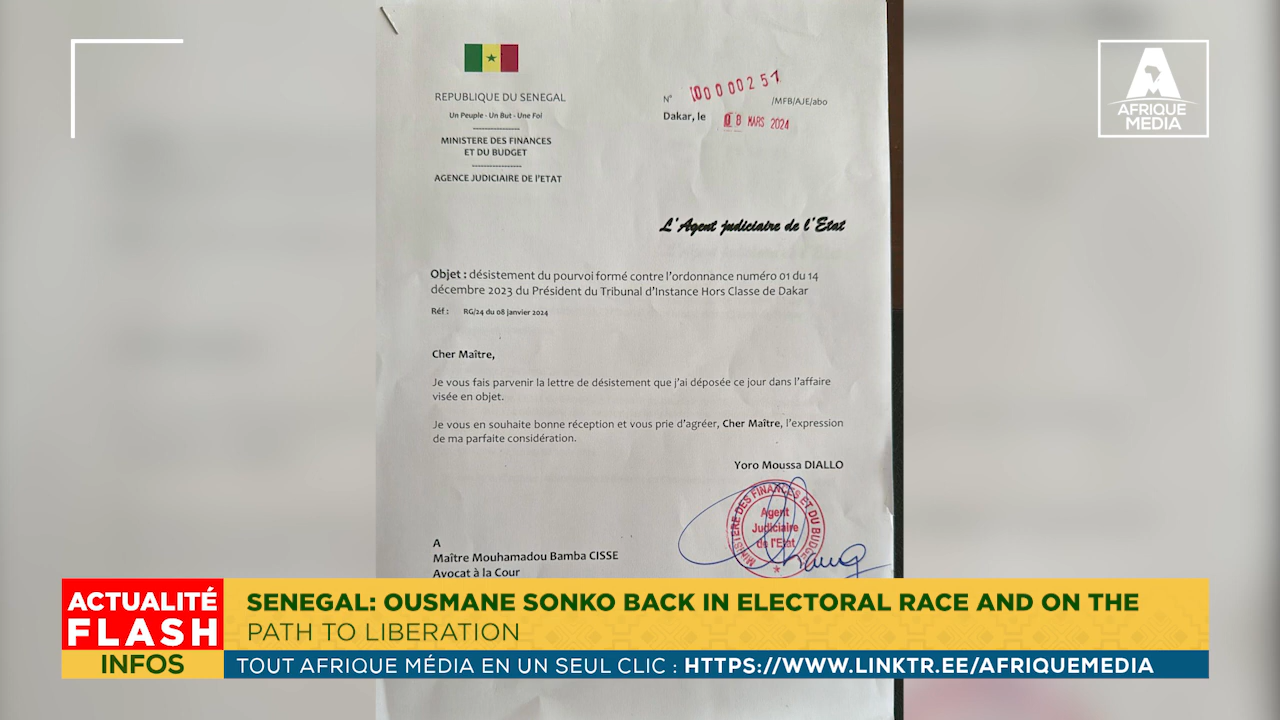 REPUBLIQUE DU SENEGAL
Un Peuple - Un But - Une Foi
----------------
MINISTERE DES FINANCES
ET DU BUDGET
----------------
AGENCE JUDICIAIRE DE l'ETAT
N° 0000251 /MFB/AJE/abo
Dakar, le 08 MARS 2024
L'Agent judiciaire de l'Etat
Objet : désistement du pourvoi formé contre l'ordonnance numéro 01 du 14
décembre 2023 du Président du Tribunal d'Instance Hors Classe de Dakar
Réf : RG/24 du 08 janvier 2024
Cher Maître,
Je vous fais parvenir la lettre de désistement que j'ai déposée ce jour dans l'affaire
visée en objet.
Je vous en souhaite bonne réception et vous prie d'agréer, Cher Maître, l'expression
de ma parfaite considération.
Yoro Moussa DIALLO
MINISTÈRE DES FINANCES ET DU BUDGET
Agent
Judiciaire
de l'Etat
A
Maître Mouhamadou Bamba CISSE
Avocat à la Cour
AFRIQUE
MEDIA
ACTUALITÉ
FLASH
INFOS
SENEGAL: OUSMANE SONKO BACK IN ELECTORAL RACE AND ON THE
PATH TO LIBERATION
TOUT AFRIQUE MÉDIA EN UN SEUL CLIC : HTTPS://WWW.LINKTR.EE/AFRIQUEMEDIA